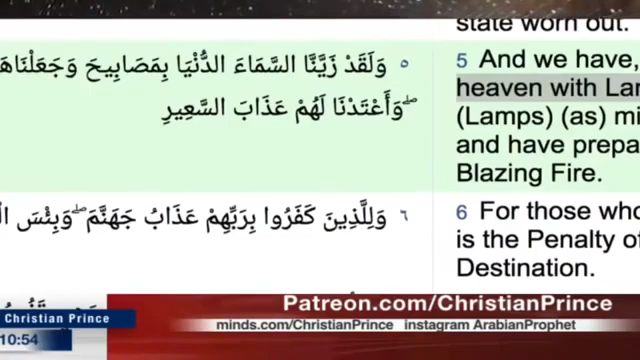 state worn out.
٥ وَلَقَدْ زَيَّنَّا السَّمَاءَ الدُّنْيَا بِمَصَابِيحَ وَجَعَلْنَاهَا
وَأَعْتَدْنَا لَهُمْ عَذَابَ السَّعِيرِ
5 And we have,
heaven with Lam
(Lamps) (as) mi
and have prepa
Blazing Fire.
٦ وَلِلَّذِينَ كَفَرُوا بِرَبِّهِمْ عَذَابُ جَهَنَّمَ ۖ وَبِئْسَ
6 For those who
is the Penalty of
Destination.
Patreon.com/ChristianPrince
Christian Prince
minds.com/ChristianPrince instagram ArabianProphet
10:54